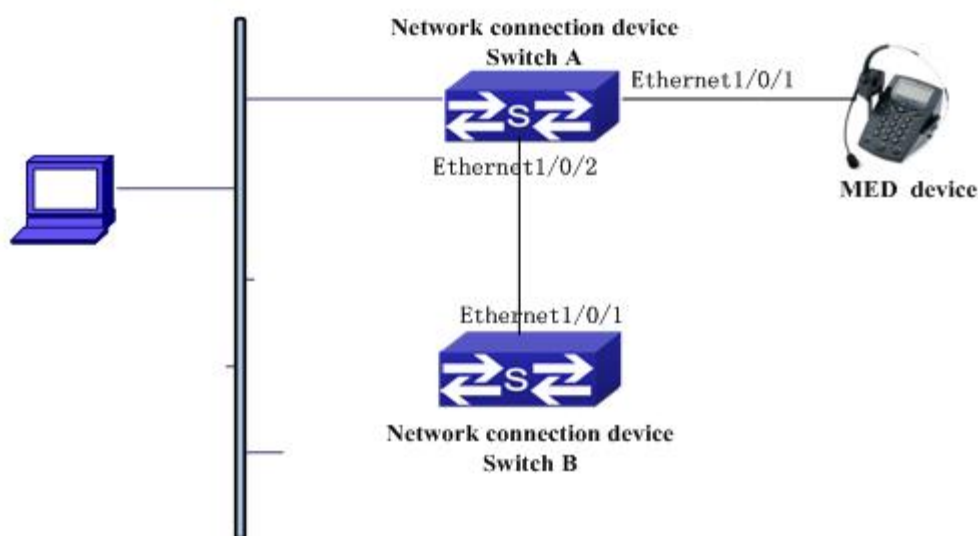 Network connection device
Switch A
Ethernet1/0/1
Ethernet1/0/2
MED device
Ethernet1/0/1
Network connection device
Switch B